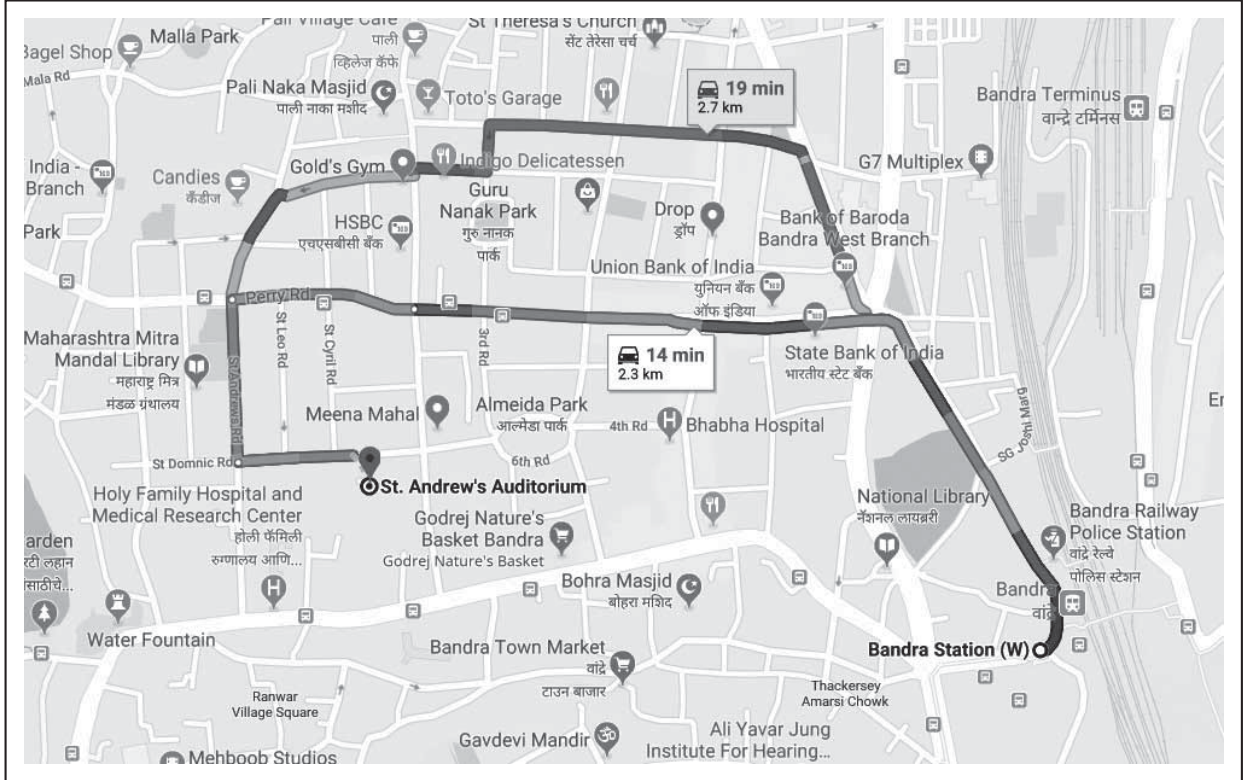 Pali Village Cafe
पाली
व्हिलेज कॅफे
St Theresa's Church
सेंट तेरेसा चर्च
Malla Park
Bagel Shop
Mala Rd
Pali Naka Masjid
पाली नाका मशीद
Toto's Garage
19 min
2.7 km
Bandra Terminus
वान्द्रे टर्मिनस
India -
Branch
Candies
कँडीज
Gold's Gym
Indigo Delicatessen
G7 Multiplex
Park
HSBC
एचएसबीसी बँक
Guru
Nanak Park
गुरु नानक
पार्क
Drop
ड्रॉप
Bank of Baroda
Bandra West Branch
Union Bank of India
युनियन बँक
ऑफ इंडिया
Perry Rd
St Leo Rd
St Cyril Rd
3rd Rd
Maharashtra Mitra
Mandal Library
महाराष्ट्र मित्र
मंडळ ग्रंथालय
St Andrews Rd
14 min
2.3 km
State Bank of India
भारतीय स्टेट बँक
Meena Mahal
Almeida Park
आल्मेडा पार्क
4th Rd
Bhabha Hospital
SG Joshi Marg
Er
St Domnic Rd
6th Rd
St. Andrew's Auditorium
Holy Family Hospital and
Medical Research Center
होली फॅमिली
रुग्णालय आणि...
Godrej Nature's
Basket Bandra
Godrej Nature's Basket
National Library
नॅशनल लायब्ररी
Bandra Railway
Police Station
वांद्रे रेल्वे
पोलिस स्टेशन
arden
रटी लहान
सांठीचे...
Bohra Masjid
बोहरा मशिद
Bandra
वांद्रे
Water Fountain
Bandra Town Market
वांद्रे
टाउन बाजार
Bandra Station (W)
Ranwar
Village Square
Thackersey
Amarsi Chowk
Gavdevi Mandir
Ali Yavar Jung
Institute For Hearing...
Mehboob Studios